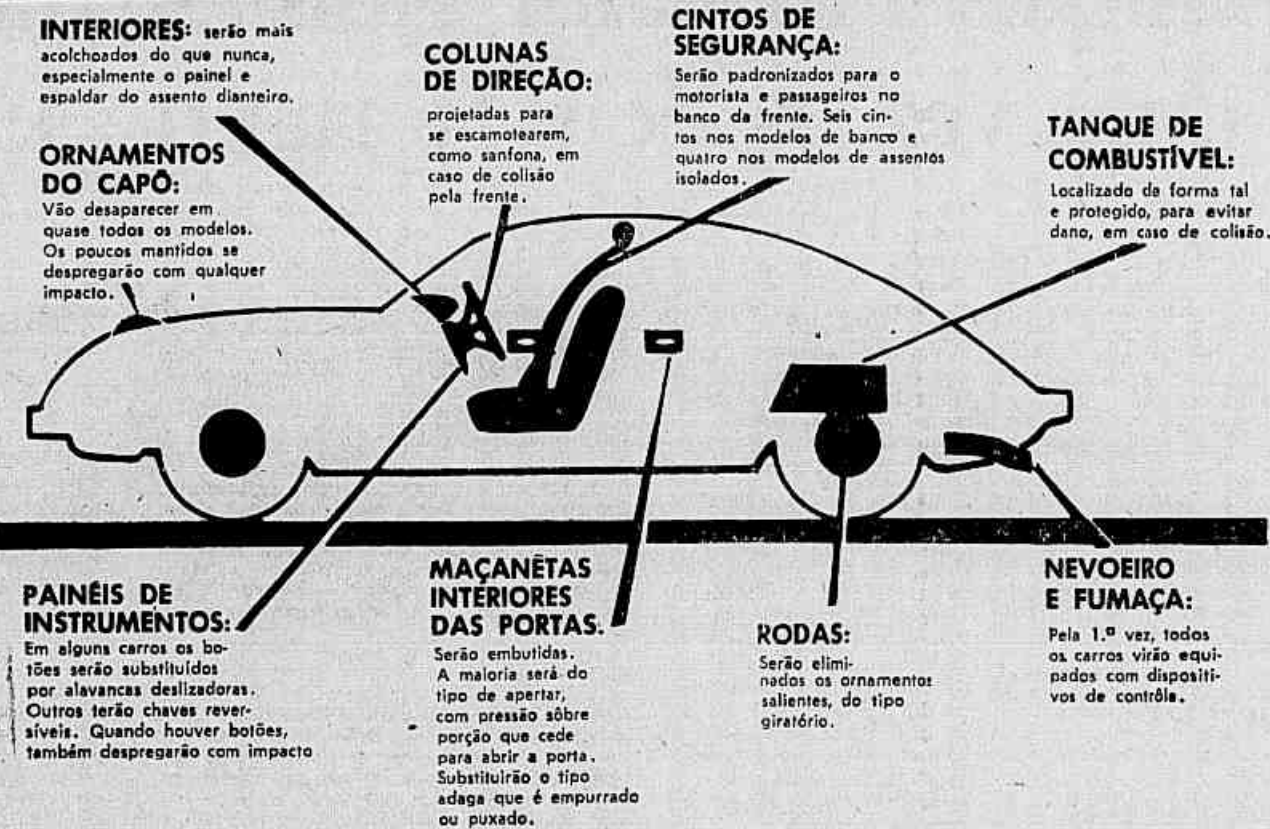 INTERIORES: serão mais
acolchoados do que nunca,
especialmente o painel e
espaldar do assento dianteiro.
ORNAMENTOS
DO CAPÔ:
Vão desaparecer em
quase todos os modelos.
Os poucos mantidos se
despregarão com qualquer
impacto.
COLUNAS
DE DIREÇÃO:
projetadas para
se escamotearem,
como sanfona, em
caso de colisão
pela frente.
CINTOS DE
SEGURANÇA:
Serão padronizados para o
motorista e passageiros no
banco da frente. Seis cin-
tos nos modelos de banco e
quatro nos modelos de assentos
isolados.
TANQUE DE
COMBUSTÍVEL:
Localizado de forma tal
e protegido, para evitar
dano, em caso de colisão.
PAINÉIS DE
INSTRUMENTOS:
Em alguns carros os bo-
tões serão substituídos
por alavancas deslizadoras.
Outros terão chaves rever-
síveis. Quando houver botões,
também despregarão com impacto
MAÇANÊTAS
INTERIORES
DAS PORTAS.
Serão embutidas.
A maioria será do
tipo de apertar,
com pressão sôbre
porção que cede
para abrir a porta.
Substituirão o tipo
adaga que é empurrado
ou puxado.
RODAS:
Serão elimi-
nados os ornamentos
salientes, do tipo
giratório.
NEVOEIRO
E FUMAÇA:
Pela 1.ª vez, todos
os carros virão equi-
pados com dispositi-
vos de contrôle.